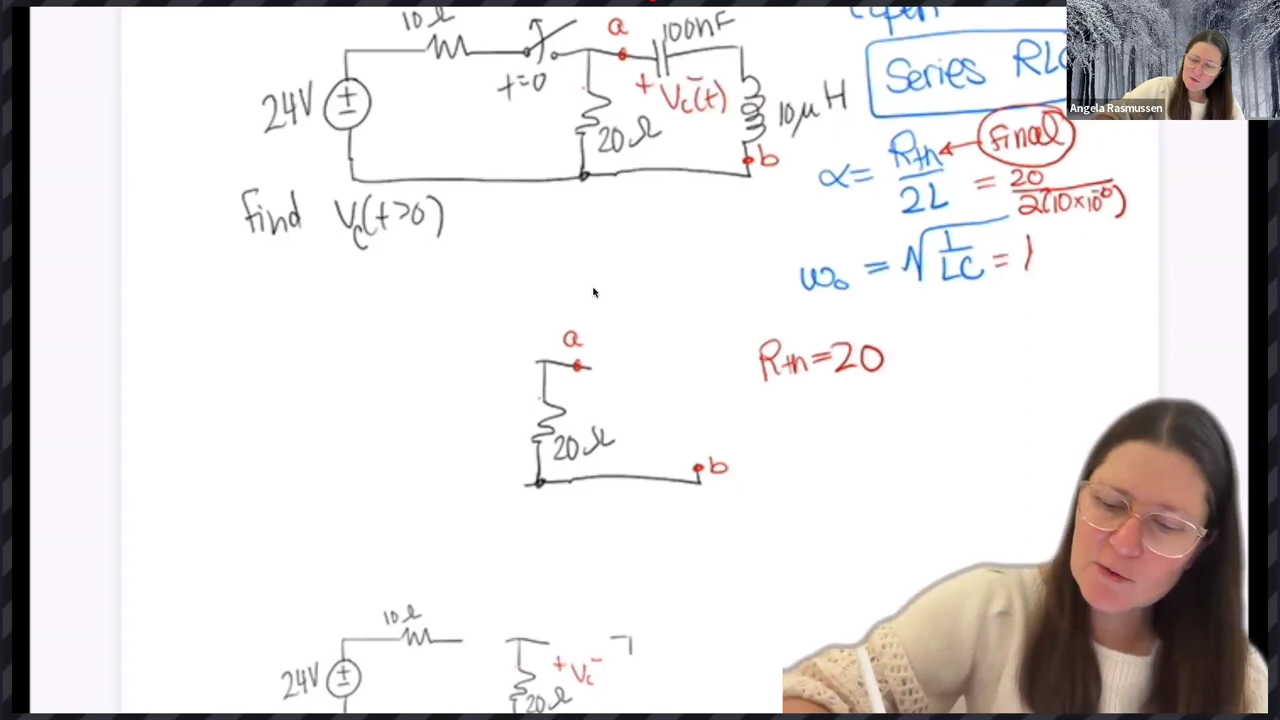 10Ω
a
100nF
t=0
24V
+
-
+ Vc(t) -
20Ω
10μH
b
Find Vc(t>0)
(open
Series RLC
Angela Rasmussen
α = Rth/2L = 20/2(10×10⁻⁶)
final
ω₀ = √1/LC = 1
a
Rth=20
20Ω
b
10Ω
24V
+
-
+ Vc -
20Ω